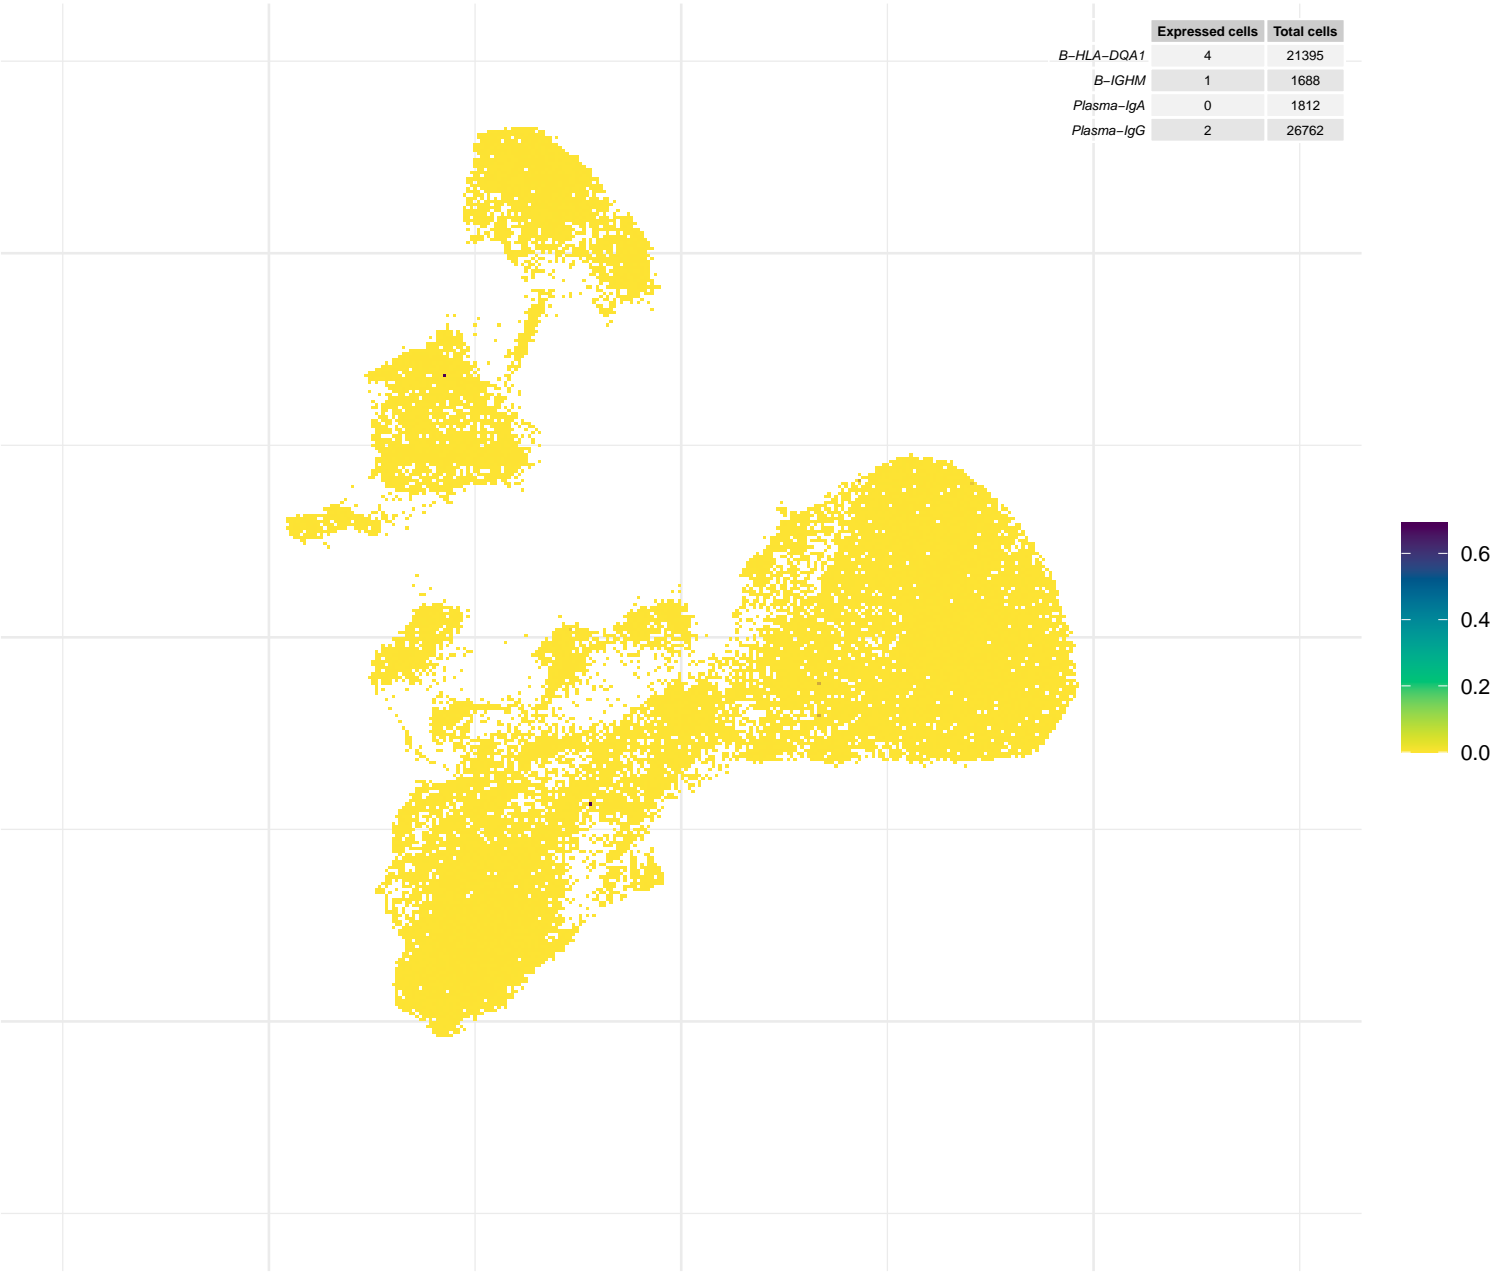 Expressed cells Total cells
B−HLA−DQA1 4 21395
B−IGHM 1 1688
Plasma−IgA 0 1812
Plasma−IgG 2 26762
0.6
0.4
0.2
0.0